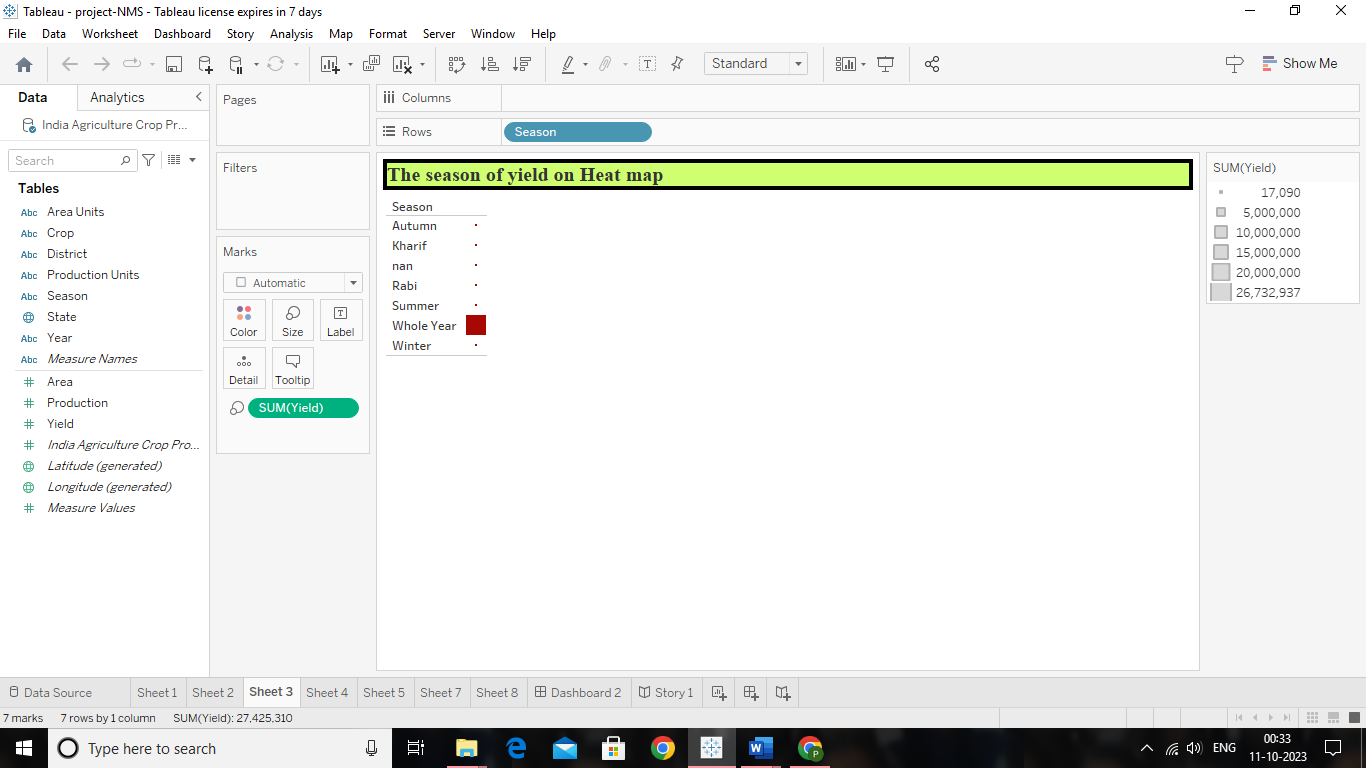 Tableau - project-NMS - Tableau license expires in 7 days
File Data Worksheet Dashboard Story Analysis Map Format Server Window Help
Standard
Show Me
Data Analytics
India Agriculture Crop Pr...
Search
Tables
Abc Area Units
Abc Crop
Abc District
Abc Production Units
Abc Season
State
Abc Year
Abc Measure Names
Area
Production
Yield
India Agriculture Crop Pro...
Latitude (generated)
Longitude (generated)
Measure Values
Pages
Filters
Marks
Automatic
Color Size Label
Detail Tooltip
SUM(Yield)
Columns
Rows Season
The season of yield on Heat map
Season
Autumn
Kharif
nan
Rabi
Summer
Whole Year
Winter
SUM(Yield)
17,090
5,000,000
10,000,000
15,000,000
20,000,000
26,732,937
Data Source Sheet 1 Sheet 2 Sheet 3 Sheet 4 Sheet 5 Sheet 7 Sheet 8 Dashboard 2 Story 1
7 marks 7 rows by 1 column SUM(Yield): 27,425,310
Type here to search
ENG
00:33
11-10-2023